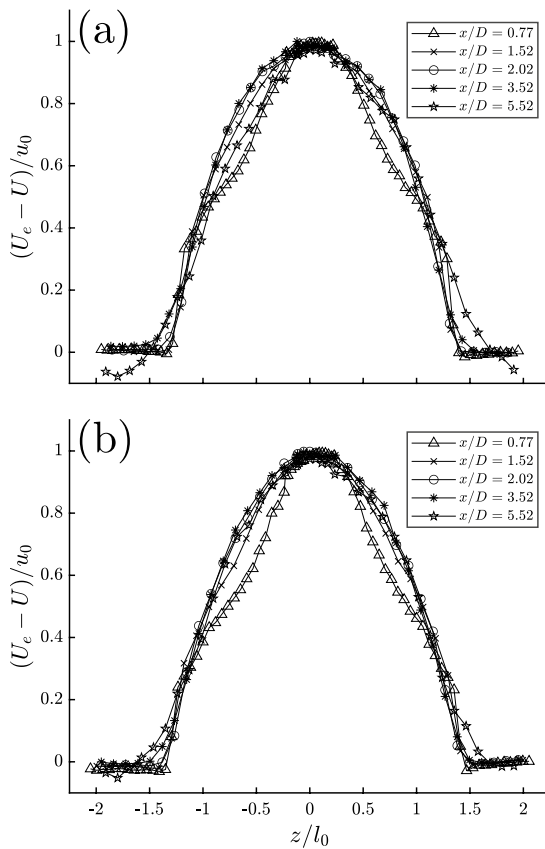 (a)
x/D = 0.77
x/D = 1.52
x/D = 2.02
x/D = 3.52
x/D = 5.52
1
0.8
0.6
0.4
0.2
0
(U_e − U)/u_0
(b)
x/D = 0.77
x/D = 1.52
x/D = 2.02
x/D = 3.52
x/D = 5.52
1
0.8
0.6
0.4
0.2
0
(U_e − U)/u_0
-2 -1.5 -1 -0.5 0 0.5 1 1.5 2
z/l_0